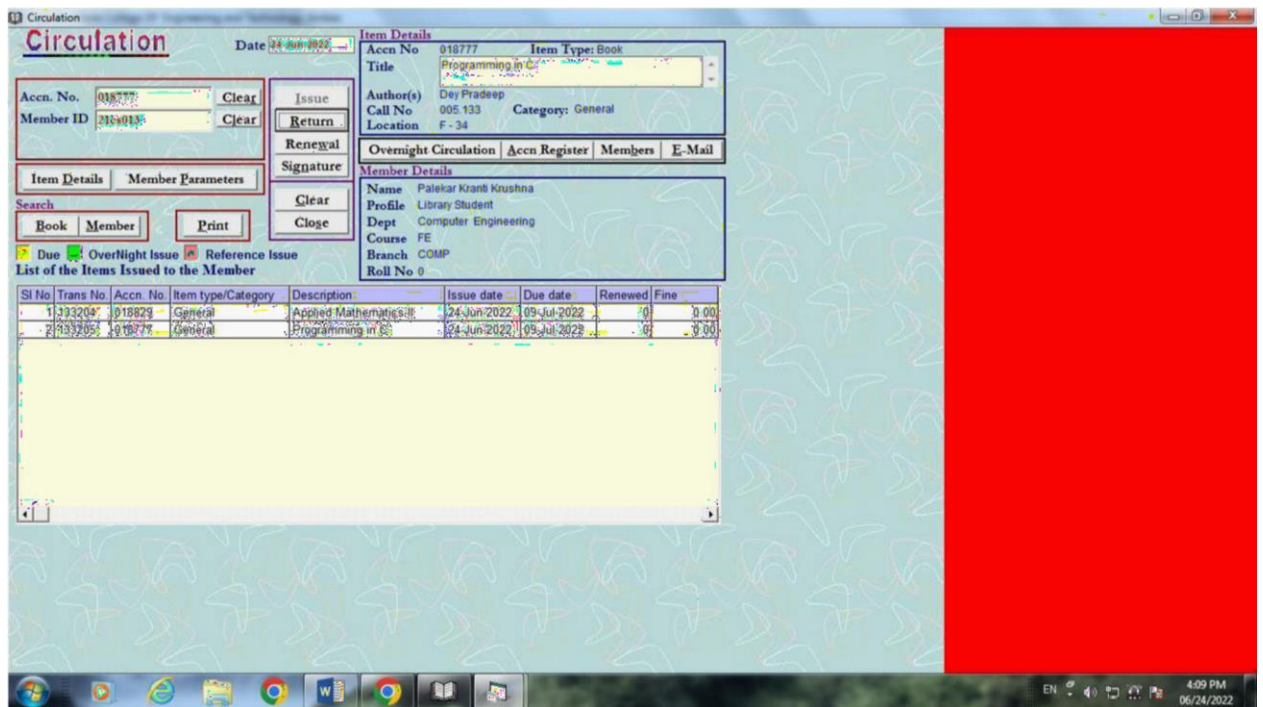 Circulation
Circulation
Date 24-Jun-2022
Item Details
Accn No 018777 Item Type: Book
Title Programming in C
Author(s) Dey Pradeep
Call No 005.133 Category: General
Location F - 34
Accn. No. 018777 Clear
Member ID Clear
Issue
Return
Renewal
Signature
Clear
Close
Overnight Circulation Accn Register Members E-Mail
Item Details Member Parameters
Search
Book Member Print
Member Details
Name Palekar Kranti Krushna
Profile Library Student
Dept Computer Engineering
Course FE
Branch COMP
Roll No 0
? Due OverNight Issue Reference Issue
List of the Items Issued to the Member
Sl No Trans No. Accn. No. Item type/Category Description Issue date Due date Renewed Fine
1 133204 018829 General Applied Mathematics-II 24-Jun-2022 09-Jul-2022 0 0.00
2 133205 018777 General Programming in C 24-Jun-2022 09-Jul-2022 0 0.00
EN 4:09 PM
06/24/2022